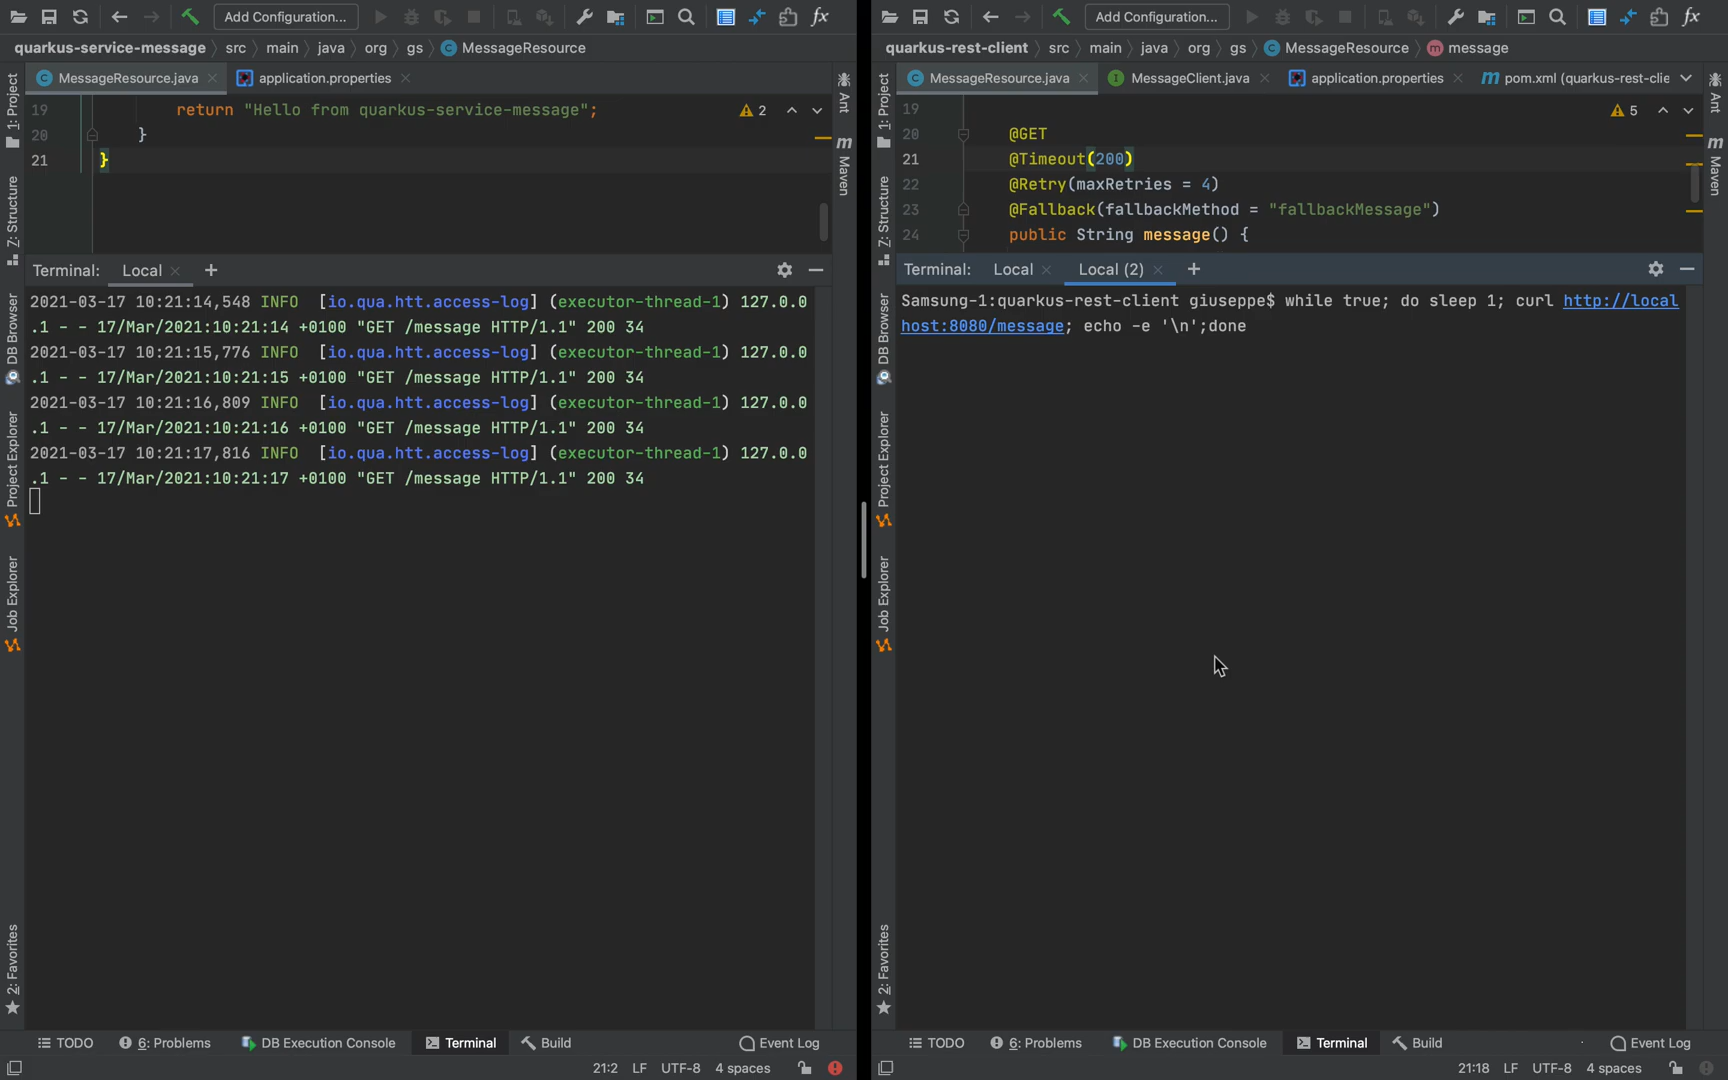 Add Configuration...
quarkus-service-message src main java org gs MessageResource
MessageResource.java application.properties
1: Project
Z: Structure
DB Browser
Project Explorer
Job Explorer
2: Favorites
19 return "Hello from quarkus-service-message";
20 }
21 }
2
Ant
Maven
Terminal: Local
2021-03-17 10:21:14,548 INFO [io.qua.htt.access-log] (executor-thread-1) 127.0.0
.1 - - 17/Mar/2021:10:21:14 +0100 "GET /message HTTP/1.1" 200 34
2021-03-17 10:21:15,776 INFO [io.qua.htt.access-log] (executor-thread-1) 127.0.0
.1 - - 17/Mar/2021:10:21:15 +0100 "GET /message HTTP/1.1" 200 34
2021-03-17 10:21:16,809 INFO [io.qua.htt.access-log] (executor-thread-1) 127.0.0
.1 - - 17/Mar/2021:10:21:16 +0100 "GET /message HTTP/1.1" 200 34
2021-03-17 10:21:17,816 INFO [io.qua.htt.access-log] (executor-thread-1) 127.0.0
.1 - - 17/Mar/2021:10:21:17 +0100 "GET /message HTTP/1.1" 200 34
TODO 6: Problems DB Execution Console Terminal Build Event Log
21:2 LF UTF-8 4 spaces
Add Configuration...
quarkus-rest-client src main java org gs MessageResource message
MessageResource.java MessageClient.java application.properties pom.xml (quarkus-rest-clie
1: Project
Z: Structure
DB Browser
Project Explorer
Job Explorer
2: Favorites
19
20 @GET
21 @Timeout(200)
22 @Retry(maxRetries = 4)
23 @Fallback(fallbackMethod = "fallbackMessage")
24 public String message() {
5
Ant
Maven
Terminal: Local Local (2)
Samsung-1:quarkus-rest-client giuseppe$ while true; do sleep 1; curl http://local
host:8080/message; echo -e '\n';done
TODO 6: Problems DB Execution Console Terminal Build Event Log
21:18 LF UTF-8 4 spaces